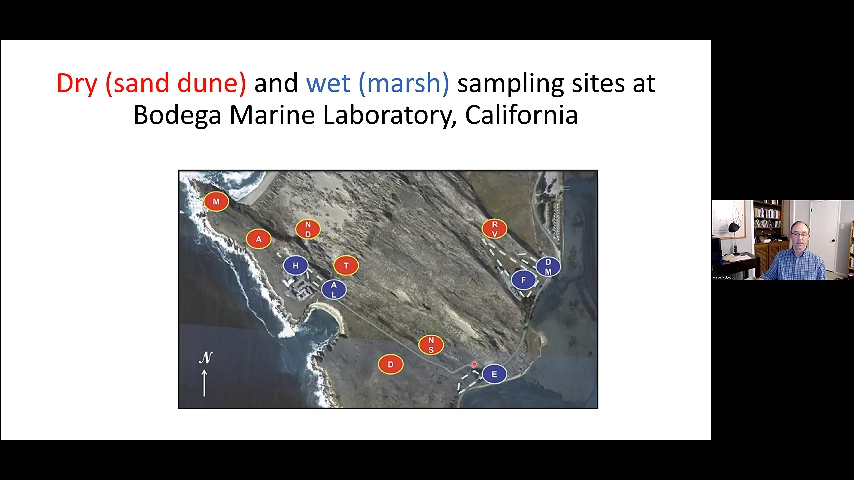 Dry (sand dune) and wet (marsh) sampling sites at
Bodega Marine Laboratory, California
M
N
D
R
V
A
H
T
D
M
F
A
L
N
S
D
E
N